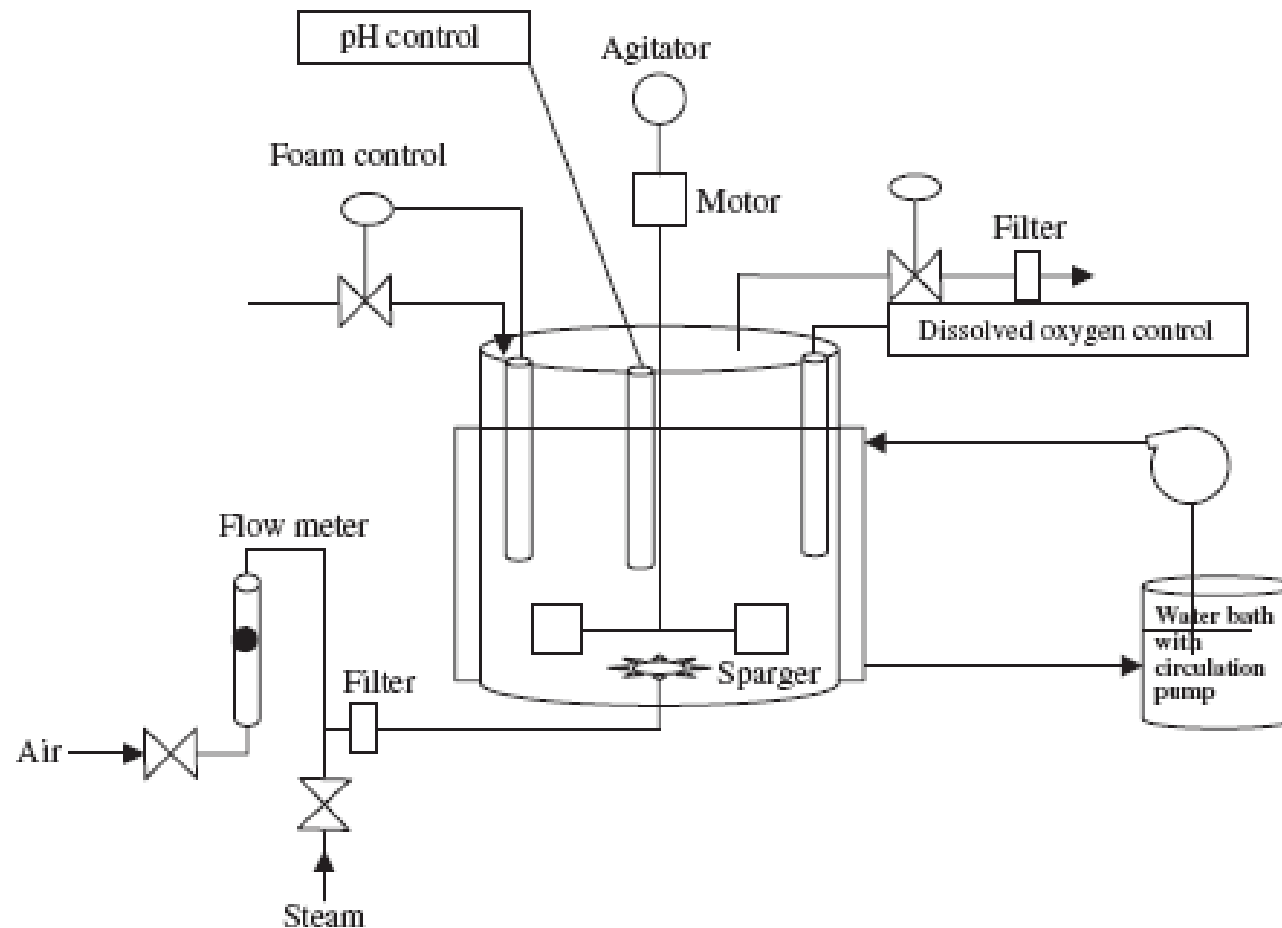 pH control
Agitator
Foam control
Motor
Filter
Dissolved oxygen control
Flow meter
Water bath
with
circulation
pump
Sparger
Filter
Air
Steam